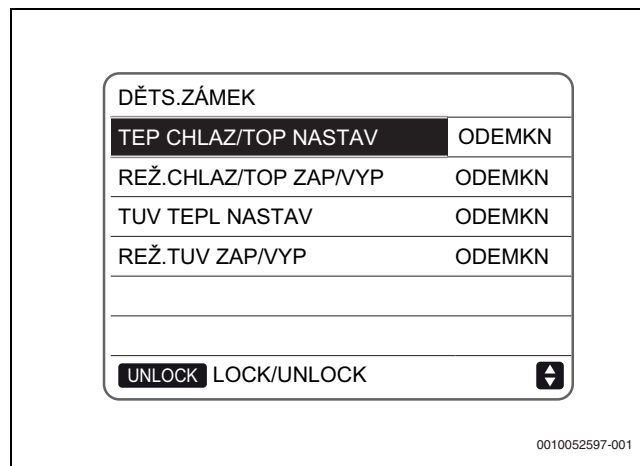 DĚTS.ZÁMEK
TEP CHLAZ/TOP NASTAV ODEMKN
REŽ.CHLAZ/TOP ZAP/VYP ODEMKN
TUV TEPL NASTAV ODEMKN
REŽ.TUV ZAP/VYP ODEMKN
UNLOCK LOCK/UNLOCK
0010052597-001